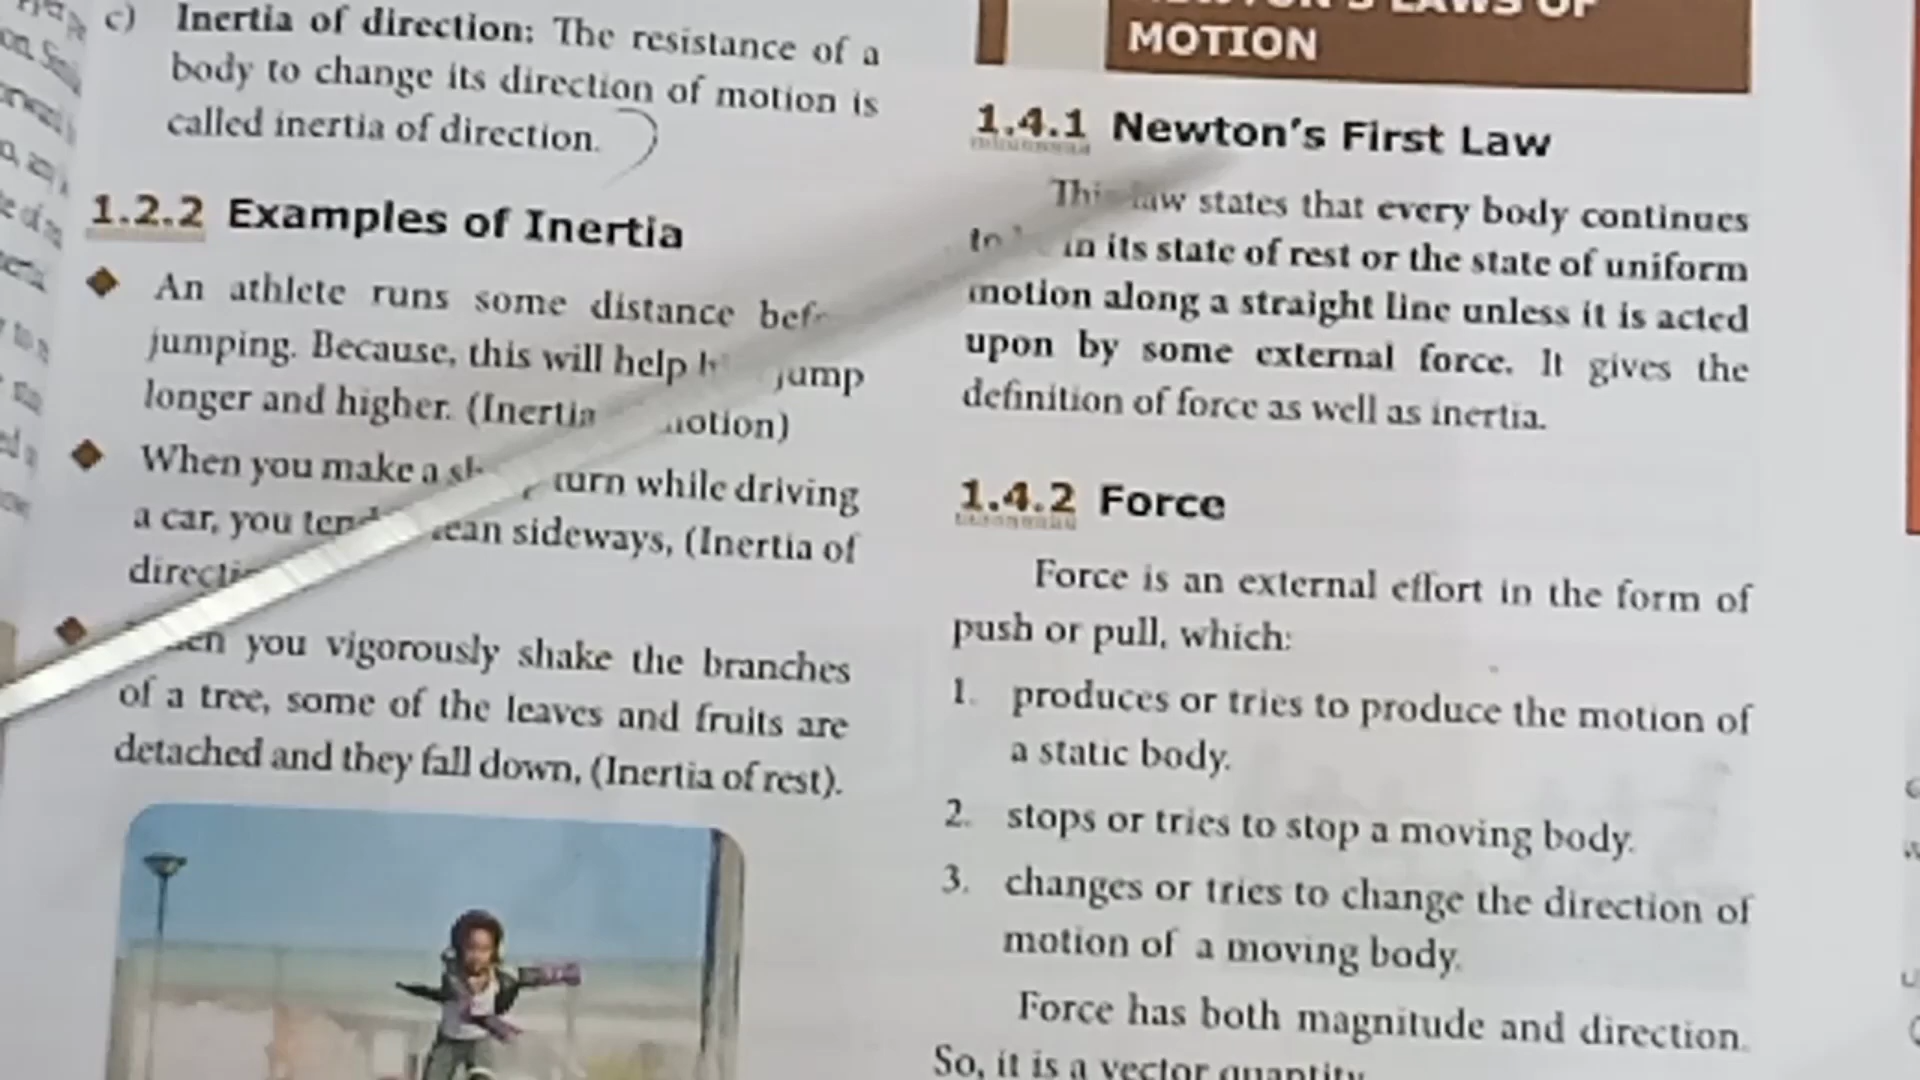 c) Inertia of direction: The resistance of a
body to change its direction of motion is
called inertia of direction.
1.2.2 Examples of Inertia
An athlete runs some distance
jumping. Because, this will help jump
longer and higher. (Inertia motion)
When you make a turn while driving
a car, you lean sideways, (Inertia of
you vigorously shake the branches
of a tree, some of the leaves and fruits are
detached and they fall down, (Inertia of rest).
NEWTON'S LAWS OF
MOTION
1.4.1 Newton's First Law
This law states that every body continues
to in its state of rest or the state of uniform
motion along a straight line unless it is acted
upon by some external force. It gives the
definition of force as well as inertia.
1.4.2 Force
Force is an external effort in the form of
push or pull, which:
1. produces or tries to produce the motion of
a static body.
2. stops or tries to stop a moving body.
3. changes or tries to change the direction of
motion of a moving body.
Force has both magnitude and direction.
So, it is a vector quantity